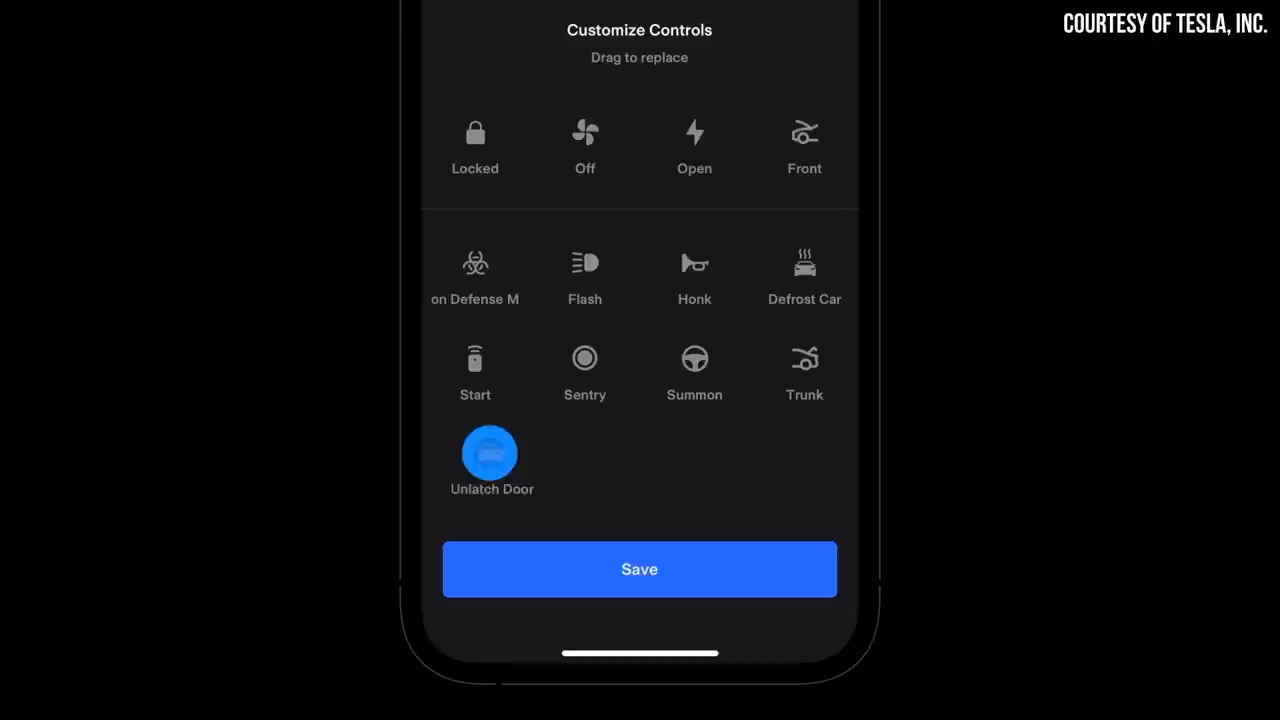 COURTESY OF TESLA, INC.
Customize Controls
Drag to replace
Locked Off Open Front
on Defense M Flash Honk Defrost Car
Start Sentry Summon Trunk
Unlatch Door
Save